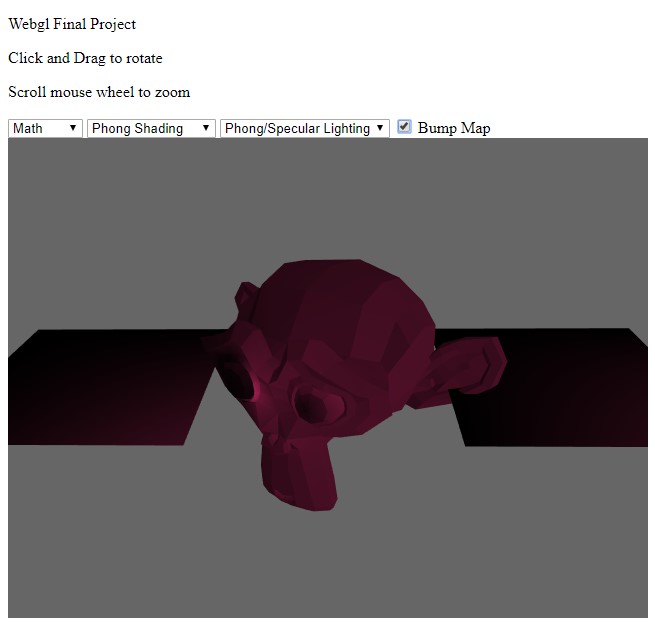 Webgl Final Project
Click and Drag to rotate
Scroll mouse wheel to zoom
Math Phong Shading Phong/Specular Lighting Bump Map